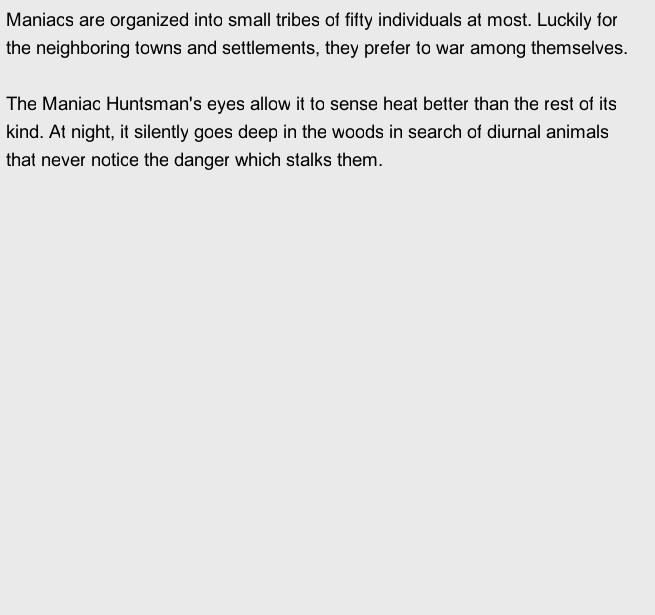 Maniacs are organized into small tribes of fifty individuals at most. Luckily for
the neighboring towns and settlements, they prefer to war among themselves.
The Maniac Huntsman's eyes allow it to sense heat better than the rest of its
kind. At night, it silently goes deep in the woods in search of diurnal animals
that never notice the danger which stalks them.